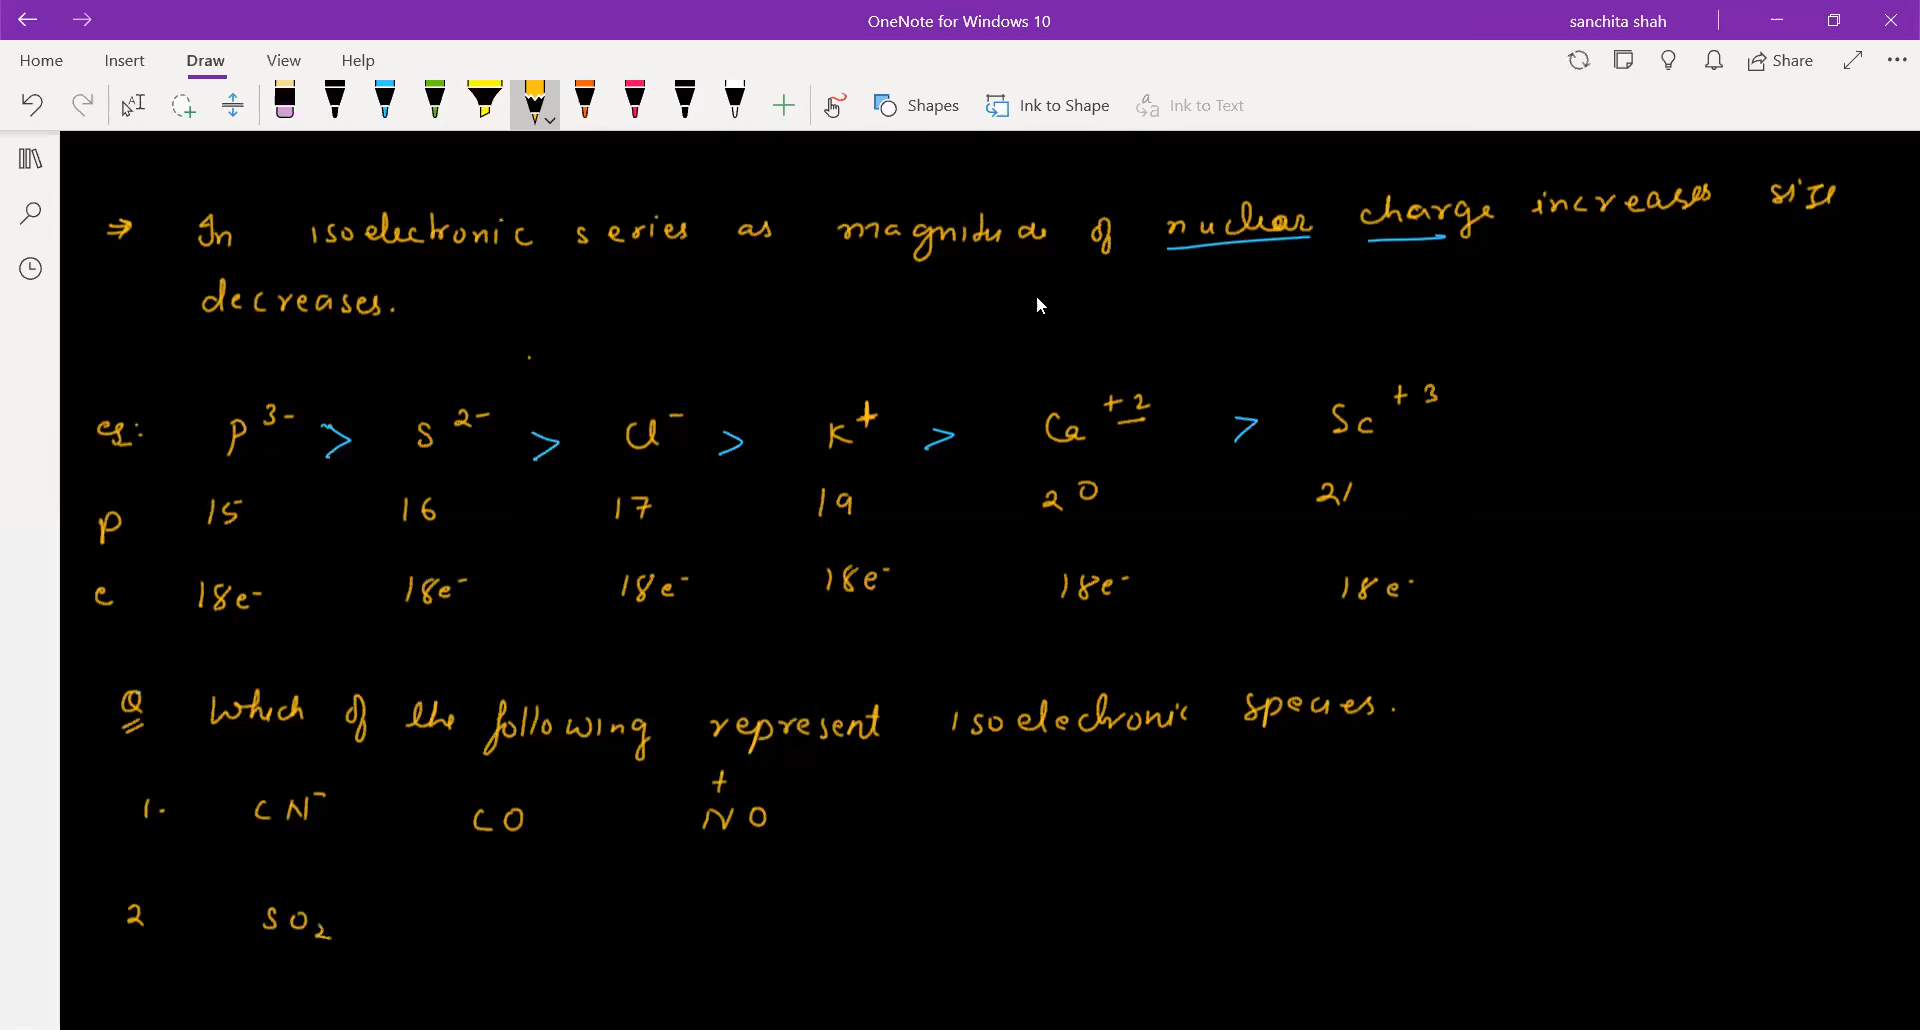 OneNote for Windows 10
sanchita shah
Home Insert Draw View Help
Share
Shapes Ink to Shape Ink to Text
⇒ In isoelectronic series as magnitude of nuclear charge increases size
decreases.
eg: P³⁻ > S²⁻ > Cl⁻ > K⁺ > Ca⁺² > Sc⁺³
P 15 16 17 19 20 21
e 18e⁻ 18e⁻ 18e⁻ 18e⁻ 18e⁻ 18e⁻
Q Which of the following represent isoelectronic species.
1. CN⁻ CO N⁺O
2 SO₂